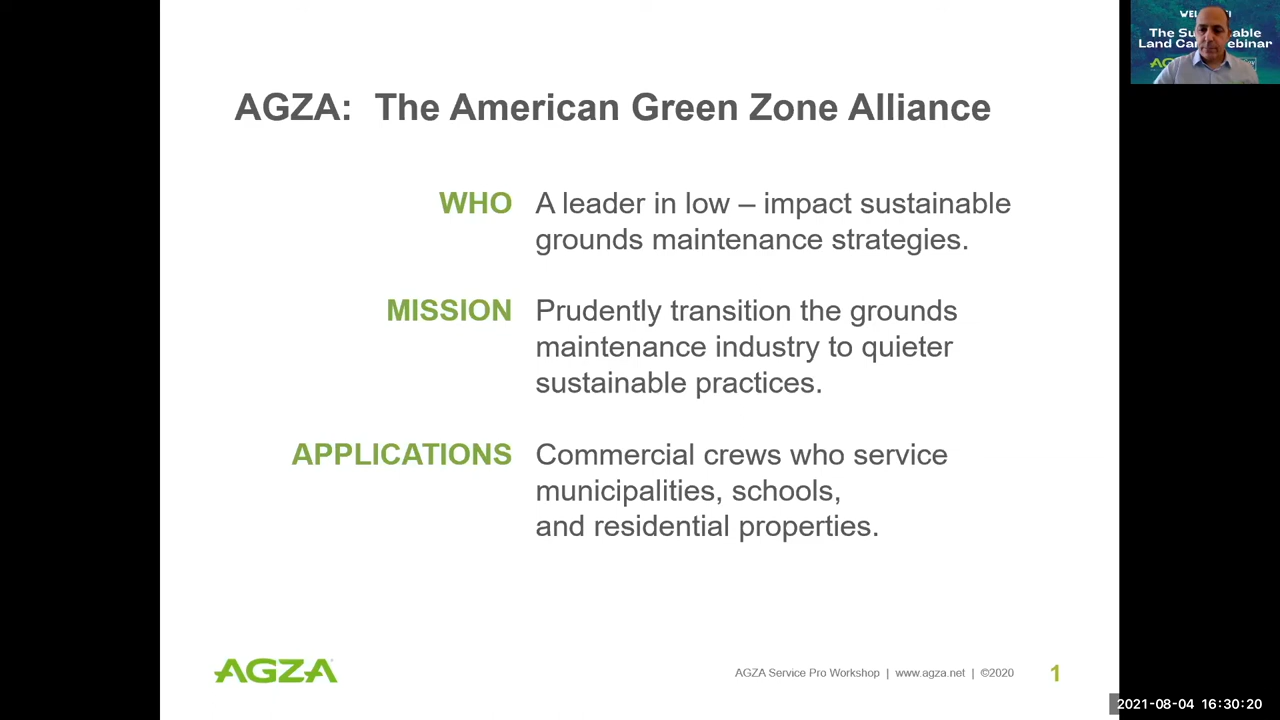 AGZA: The American Green Zone Alliance
WHO
A leader in low – impact sustainable
grounds maintenance strategies.
MISSION
Prudently transition the grounds
maintenance industry to quieter
sustainable practices.
APPLICATIONS
Commercial crews who service
municipalities, schools,
and residential properties.
AGZA
AGZA Service Pro Workshop | www.agza.net | ©2020
1
The
Land
2021-08-04 16:30:20